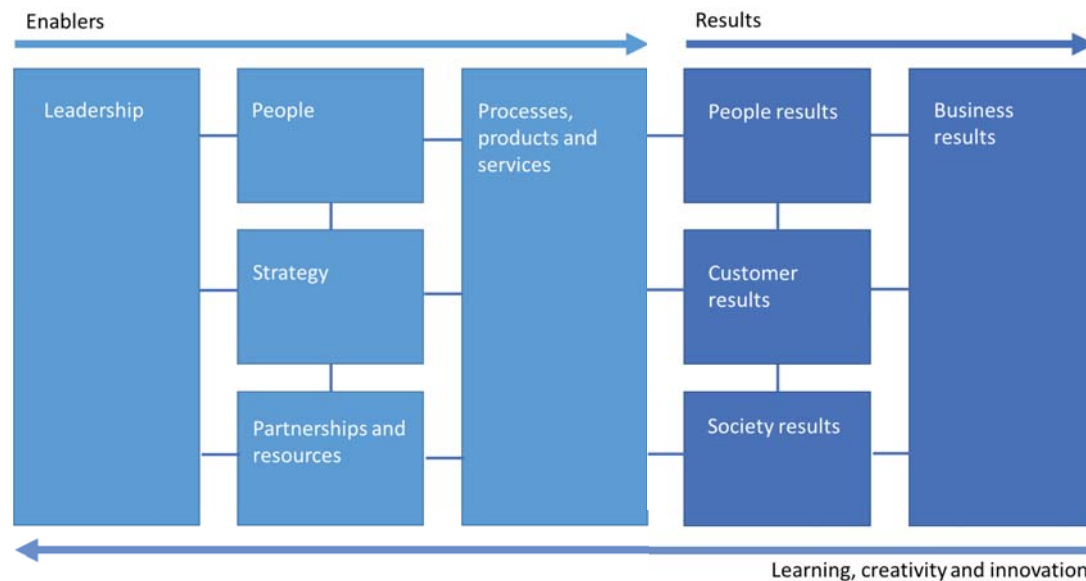 Enablers
Results
Leadership
People
Processes,
products and
services
People results
Business
results
Strategy
Customer
results
Partnerships and
resources
Society results
Learning, creativity and innovation